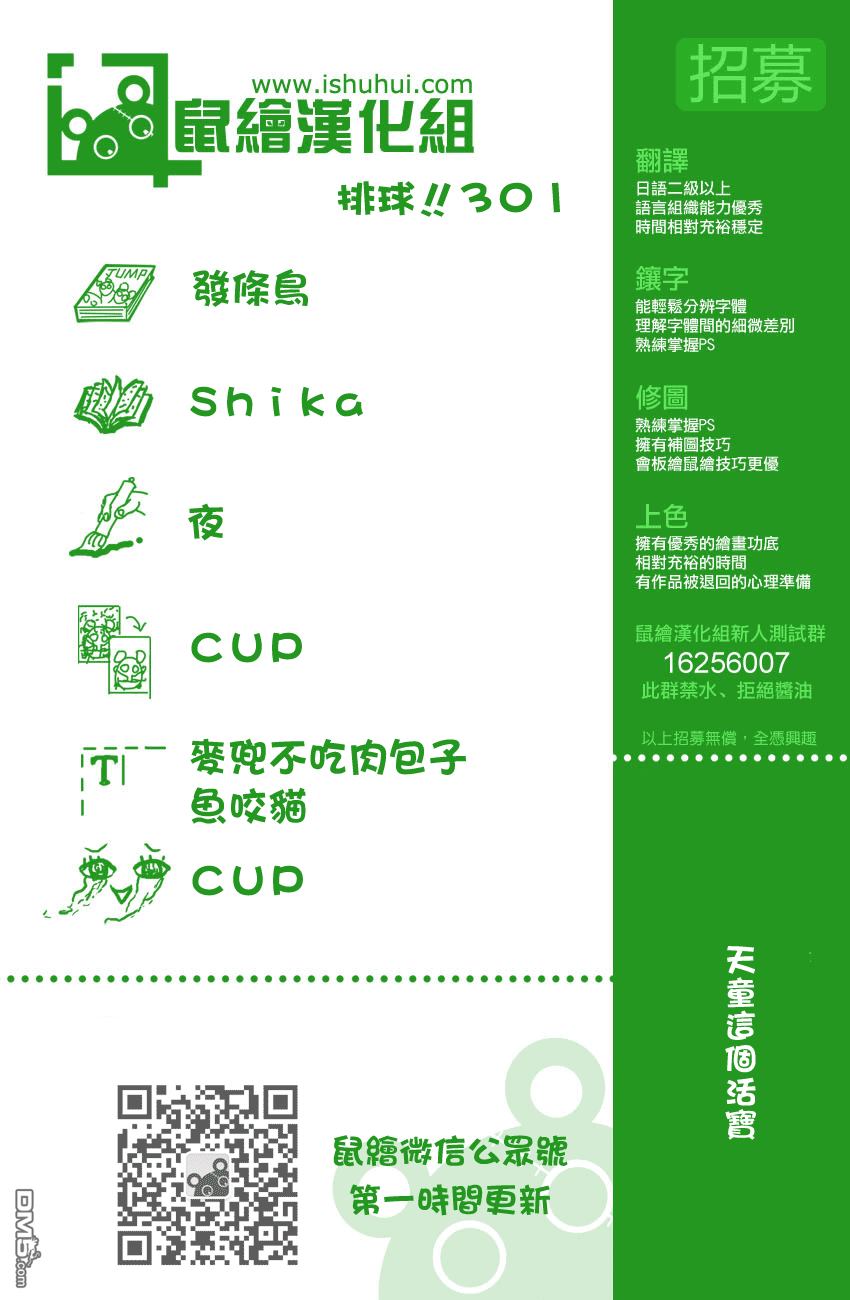 www.ishuhui.com
鼠繪漢化組
排球!!301
JUMP
發條鳥
Shika
夜
CUP
T
麥兜不吃肉包子
魚咬貓
CUP
鼠繪微信公眾號
第一時間更新
DM5.com
招募
翻譯
日語二級以上
語言組織能力優秀
時間相對充裕穩定
鑲字
能輕鬆分辨字體
理解字體間的細微差別
熟練掌握PS
修圖
熟練掌握PS
擁有補圖技巧
會板繪鼠繪技巧更優
上色
擁有優秀的繪畫功底
相對充裕的時間
有作品被退回的心理準備
鼠繪漢化組新人測試群
16256007
此群禁水、拒絕醬油
以上招募無償，全憑興趣
天童這個活寶